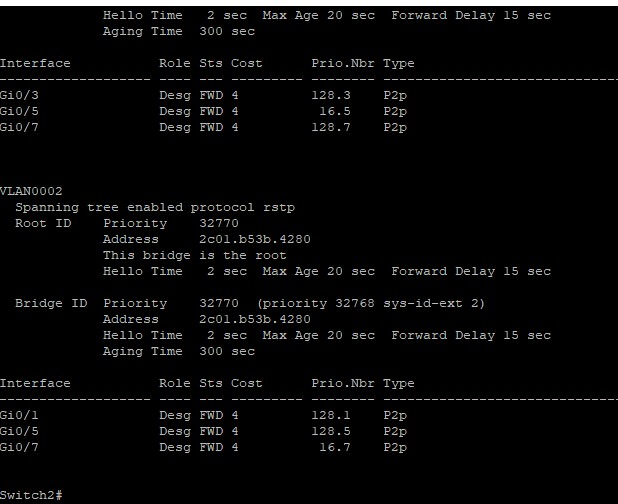 Hello Time 2 sec Max Age 20 sec Forward Delay 15 sec
Aging Time 300 sec
Interface Role Sts Cost Prio.Nbr Type
------------------- ---- --- --------- -------- --------------------------------
Gi0/3 Desg FWD 4 128.3 P2p
Gi0/5 Desg FWD 4 16.5 P2p
Gi0/7 Desg FWD 4 128.7 P2p
VLAN0002
Spanning tree enabled protocol rstp
Root ID Priority 32770
Address 2c01.b53b.4280
This bridge is the root
Hello Time 2 sec Max Age 20 sec Forward Delay 15 sec
Bridge ID Priority 32770 (priority 32768 sys-id-ext 2)
Address 2c01.b53b.4280
Hello Time 2 sec Max Age 20 sec Forward Delay 15 sec
Aging Time 300 sec
Interface Role Sts Cost Prio.Nbr Type
------------------- ---- --- --------- -------- --------------------------------
Gi0/1 Desg FWD 4 128.1 P2p
Gi0/5 Desg FWD 4 128.5 P2p
Gi0/7 Desg FWD 4 16.7 P2p
Switch2#